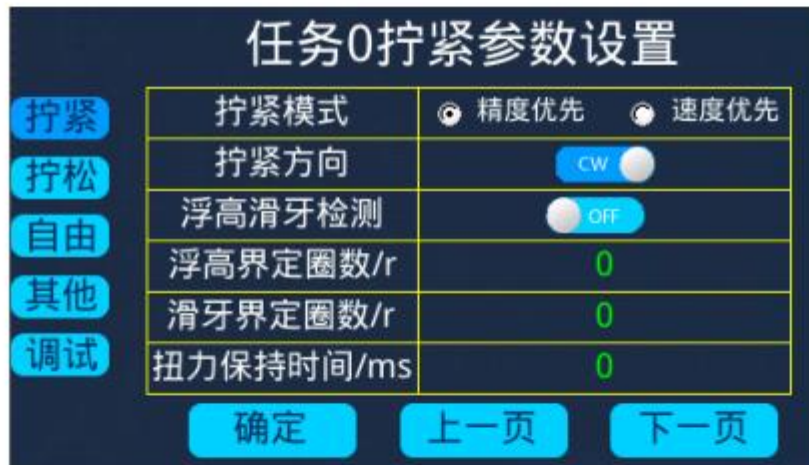 任务0拧紧参数设置
拧紧
拧松
自由
其他
调试
拧紧模式 精度优先 速度优先
拧紧方向 CW
浮高滑牙检测 OFF
浮高界定圈数/r 0
滑牙界定圈数/r 0
扭力保持时间/ms 0
确定 上一页 下一页